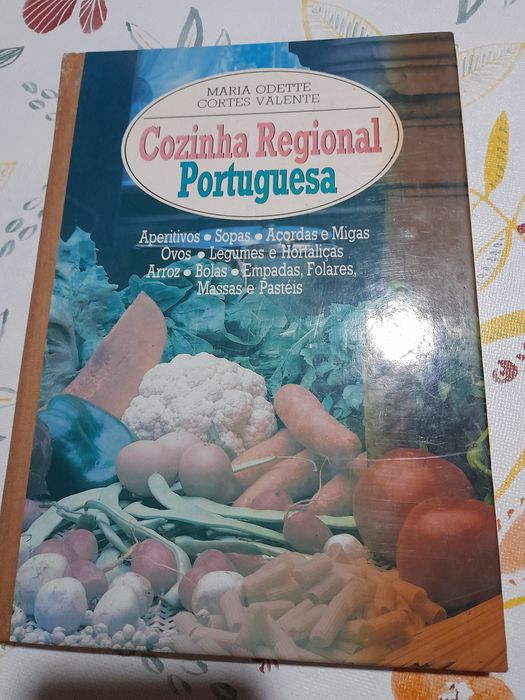 MARIA ODETTE
CORTES VALENTE
Cozinha Regional
Portuguesa
Aperitivos • Sopas • Açordas e Migas
Ovos • Legumes e Hortaliças
Arroz • Bolas • Empadas, Folares,
Massas e Pastéis